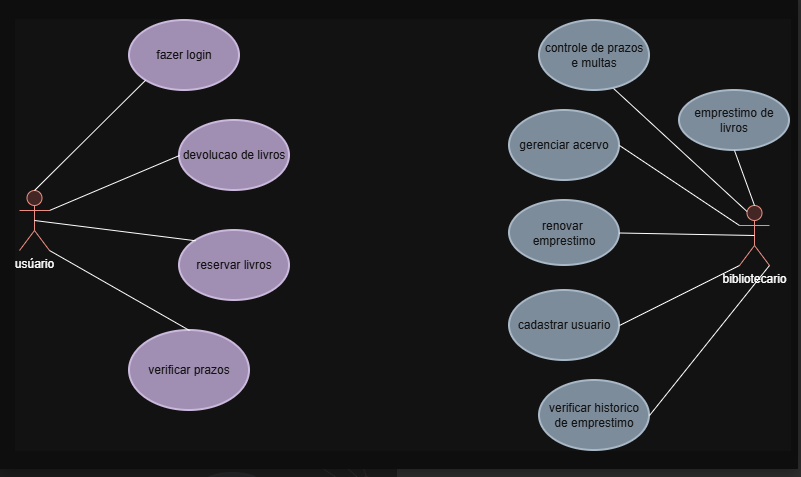 fazer login
devolucao de livros
reservar livros
verificar prazos
usúario
controle de prazos
e multas
emprestimo de
livros
gerenciar acervo
renovar
emprestimo
cadastrar usuario
verificar historico
de emprestimo
bibliotecario